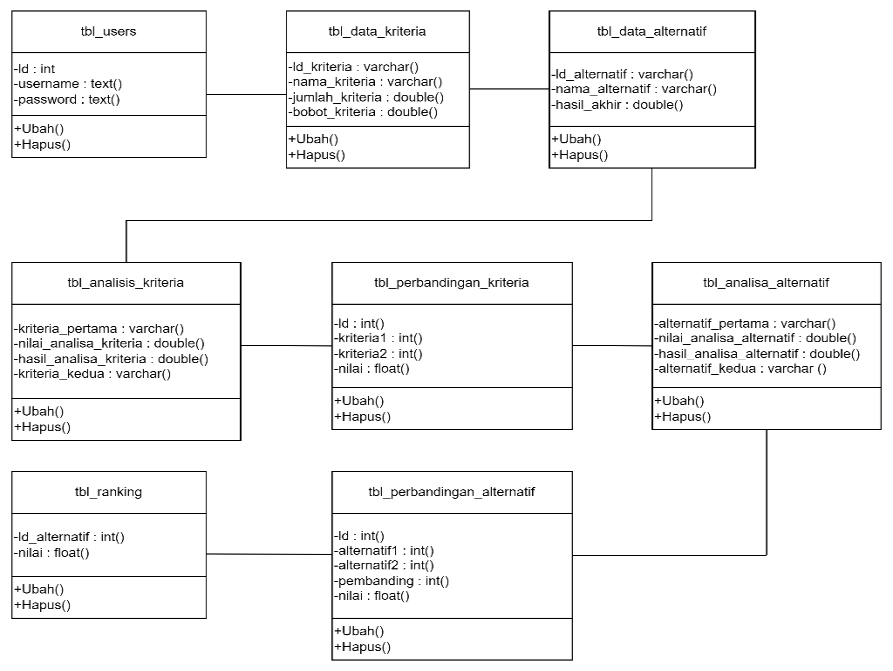 tbl_users
-Id : int
-username : text()
-password : text()
+Ubah()
+Hapus()
tbl_data_kriteria
-Id_kriteria : varchar()
-nama_kriteria : varchar()
-jumlah_kriteria : double()
-bobot_kriteria : double()
+Ubah()
+Hapus()
tbl_data_alternatif
-Id_alternatif : varchar()
-nama_alternatif : varchar()
-hasil_akhir : double()
+Ubah()
+Hapus()
tbl_analisis_kriteria
-kriteria_pertama : varchar()
-nilai_analisa_kriteria : double()
-hasil_analisa_kriteria : double()
-kriteria_kedua : varchar()
+Ubah()
+Hapus()
tbl_perbandingan_kriteria
-Id : int()
-kriteria1 : int()
-kriteria2 : int()
-nilai : float()
+Ubah()
+Hapus()
tbl_analisa_alternatif
-alternatif_pertama : varchar()
-nilai_analisa_alternatif : double()
-hasil_analisa_alternatif : double()
-alternatif_kedua : varchar ()
+Ubah()
+Hapus()
tbl_ranking
-Id_alternatif : int()
-nilai : float()
+Ubah()
+Hapus()
tbl_perbandingan_alternatif
-Id : int()
-alternatif1 : int()
-alternatif2 : int()
-pembanding : int()
-nilai : float()
+Ubah()
+Hapus()